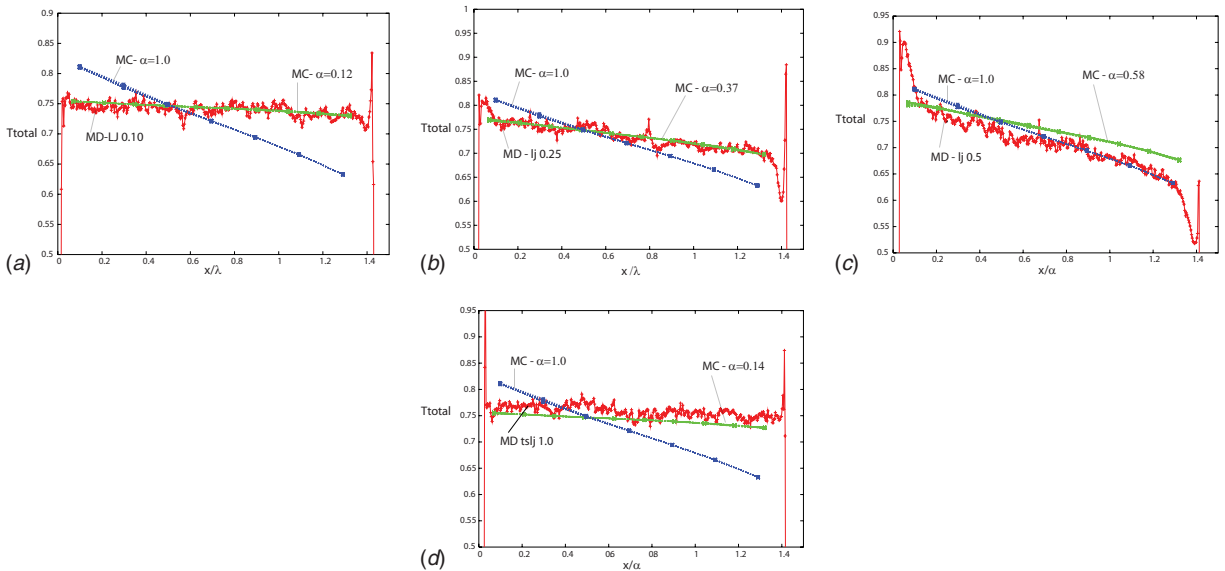 0.9
0.85
0.8
0.75
0.7
0.65
0.6
0.55
0.5
Ttotal
MC- α=1.0
MC- α=0.12
MD-LJ 0.10
0 0.2 0.4 0.6 0.8 1.0 1.2 1.4
x/λ
(a)
1
0.95
0.9
0.85
0.8
0.75
0.7
0.65
0.6
0.55
0.5
Ttotal
MC- α=1.0
MC - α=0.37
MD - lj 0.25
0 0.2 0.4 0.6 0.8 1.0 1.2 1.4
x/λ
(b)
0.95
0.9
0.85
0.8
0.75
0.7
0.65
0.6
0.55
0.5
Ttotal
MC - α=1.0
MC - α=0.58
MD - lj 0.5
0 0.2 0.4 0.6 0.8 1.0 1.2 1.4
x/α
(c)
0.95
0.9
0.85
0.8
0.75
0.7
0.65
0.6
0.55
0.5
Ttotal
MC - α=1.0
MC - α=0.14
MD tslj 1.0
0 0.2 0.4 0.6 0 8 1.0 1.2 1.4
x/α
(d)